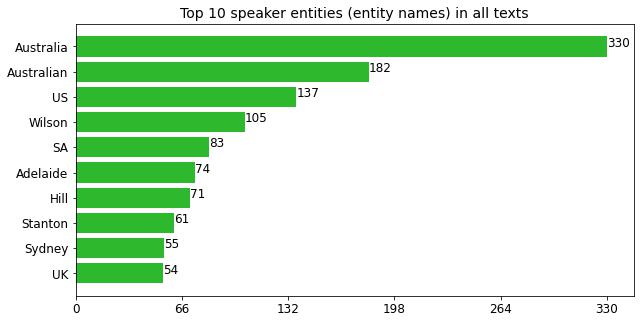 Top 10 speaker entities (entity names) in all texts
Australia 330
Australian 182
US 137
Wilson 105
SA 83
Adelaide 74
Hill 71
Stanton 61
Sydney 55
UK 54
0 66 132 198 264 330